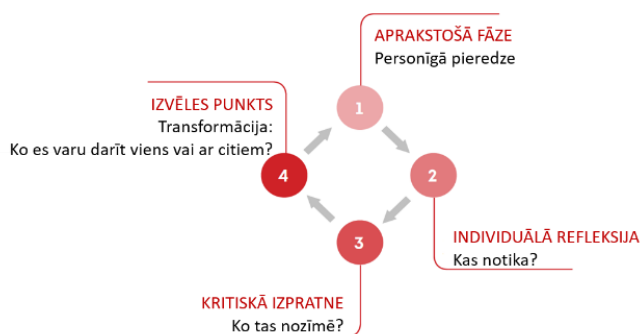 APRAKSTOŠĀ FĀZE
Personīgā pieredze
1
IZVĒLES PUNKTS
Transformācija:
Ko es varu darīt viens vai ar citiem?
4
2
INDIVIDUĀLĀ REFLEKSIJA
Kas notika?
3
KRITISKĀ IZPRATNE
Ko tas nozīmē?